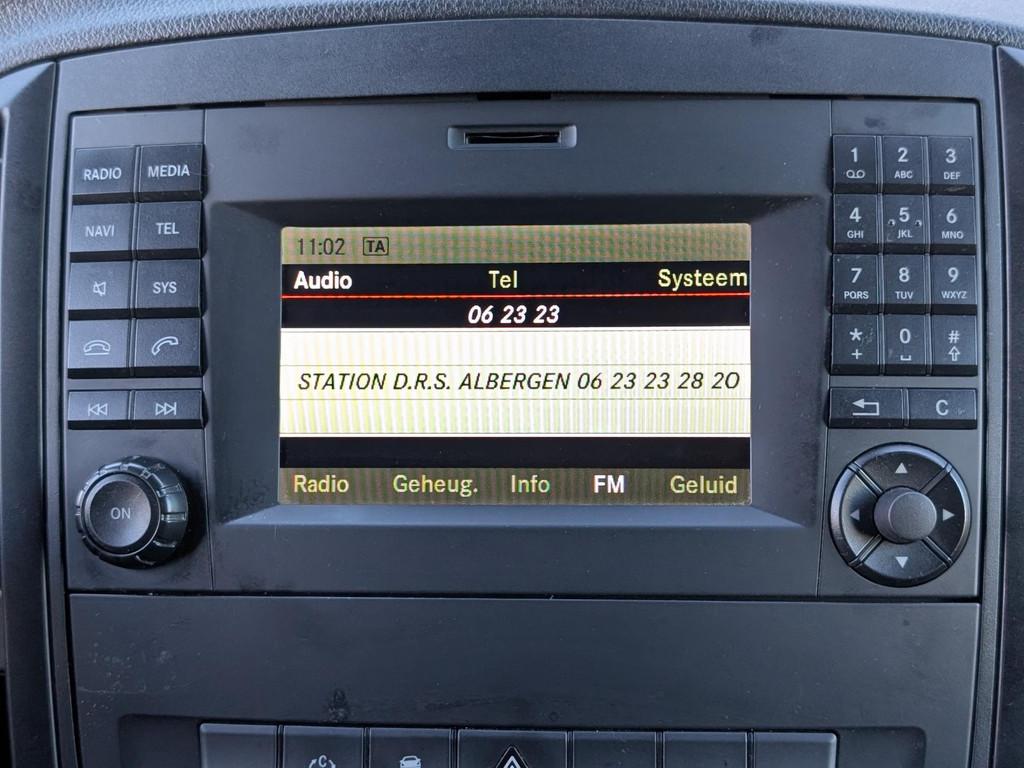 RADIO MEDIA
NAVI TEL
SYS
ON
11:02 TA
Audio Tel Systeem
06 23 23
STATION D.R.S. ALBERGEN 06 23 23 28 20
Radio Geheug. Info FM Geluid
1 2 ABC 3 DEF
4 GHI 5 JKL 6 MNO
7 PQRS 8 TUV 9 WXYZ
* + 0 #
C
C